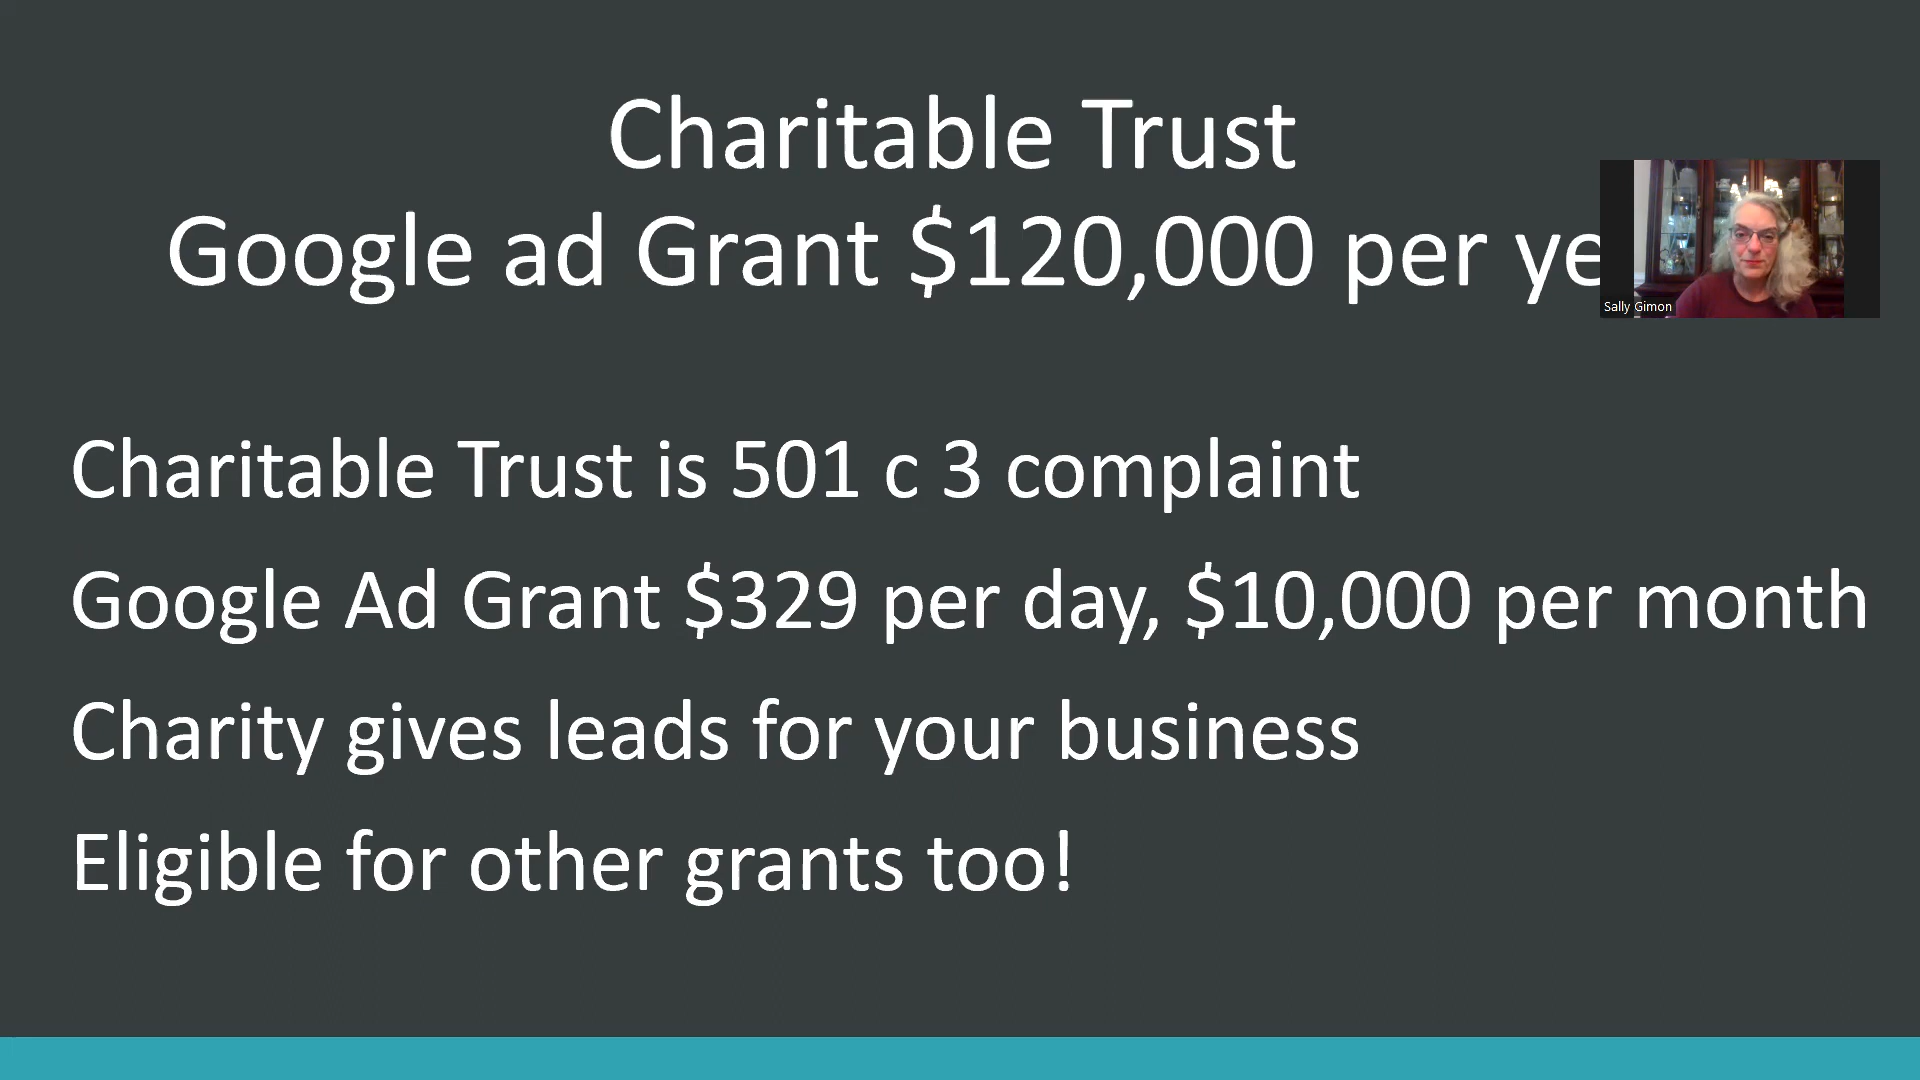 Charitable Trust
Google ad Grant $120,000 per ye
Sally Gimon
Charitable Trust is 501 c 3 complaint
Google Ad Grant $329 per day, $10,000 per month
Charity gives leads for your business
Eligible for other grants too!